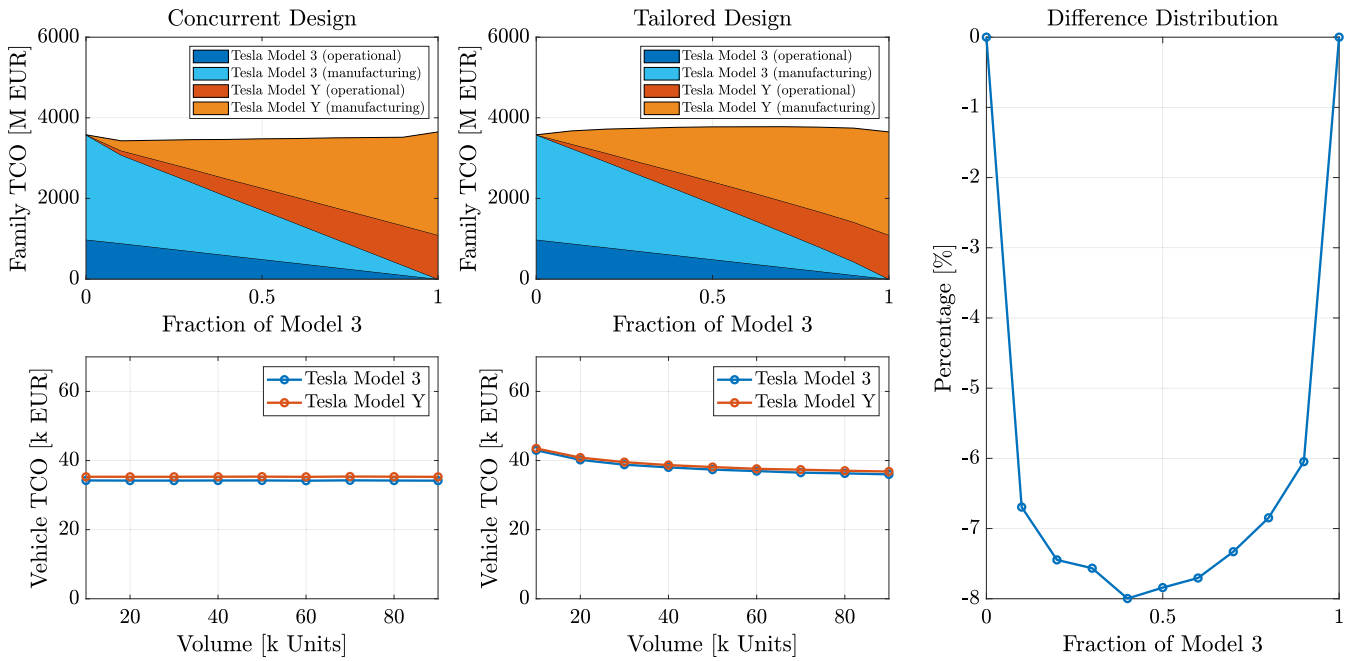 Concurrent Design
Family TCO [M EUR]
6000
4000
2000
0
Tesla Model 3 (operational)
Tesla Model 3 (manufacturing)
Tesla Model Y (operational)
Tesla Model Y (manufacturing)
0
0.5
1
Fraction of Model 3
Tailored Design
Family TCO [M EUR]
6000
4000
2000
0
Tesla Model 3 (operational)
Tesla Model 3 (manufacturing)
Tesla Model Y (operational)
Tesla Model Y (manufacturing)
0
0.5
1
Fraction of Model 3
Difference Distribution
Percentage [%]
0
-1
-2
-3
-4
-5
-6
-7
-8
0
0.5
1
Fraction of Model 3
Vehicle TCO [k EUR]
60
40
20
0
Tesla Model 3
Tesla Model Y
20
40
60
80
Volume [k Units]
Vehicle TCO [k EUR]
60
40
20
0
Tesla Model 3
Tesla Model Y
20
40
60
80
Volume [k Units]